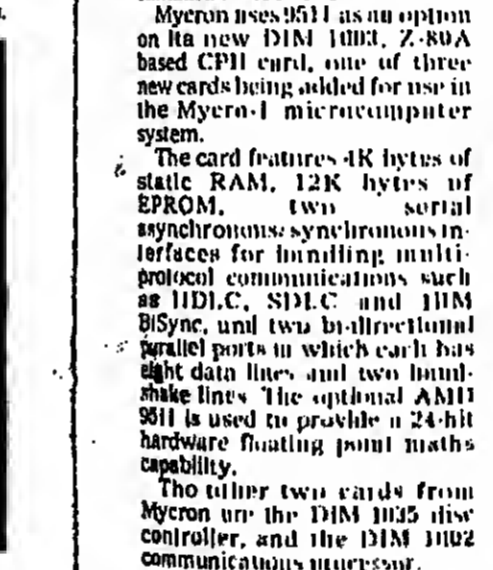 Mycron uses 9511 as an option
on its new DIM 1003, Z-80A
based CPU card, one of three
new cards being added for use in
the Mycro-1 microcomputer
system.
The card features 4K bytes of
static RAM, 12K bytes of
EPROM, two serial
asynchronous/synchronous in-
terfaces for handling multi-
protocol communications such
as HDLC, SDLC and IBM
BiSync, and two bi-directional
parallel ports in which each has
eight data lines and two hand-
shake lines. The optional AMD
9511 is used to provide a 24-bit
hardware floating point maths
capability.
The other two cards from
Mycron are the DIM 1035 disc
controller, and the DIM 1002
communications processor.